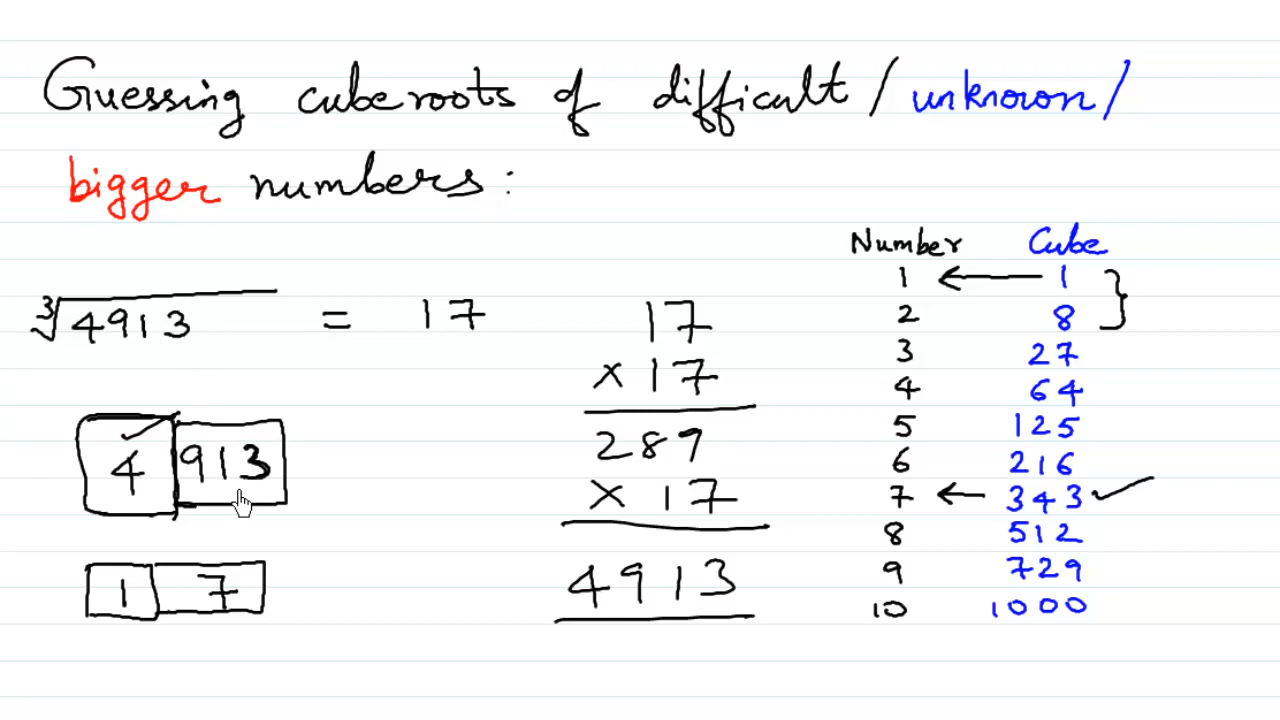 Guessing cuberoots of difficult / unknown /
bigger numbers:
∛4913 = 17
4 913
1 7
17
× 17
289
× 17
4913
Number Cube
1 ← 1
2 8
3 27
4 64
5 125
6 216
7 ← 343 ✓
8 512
9 729
10 1000